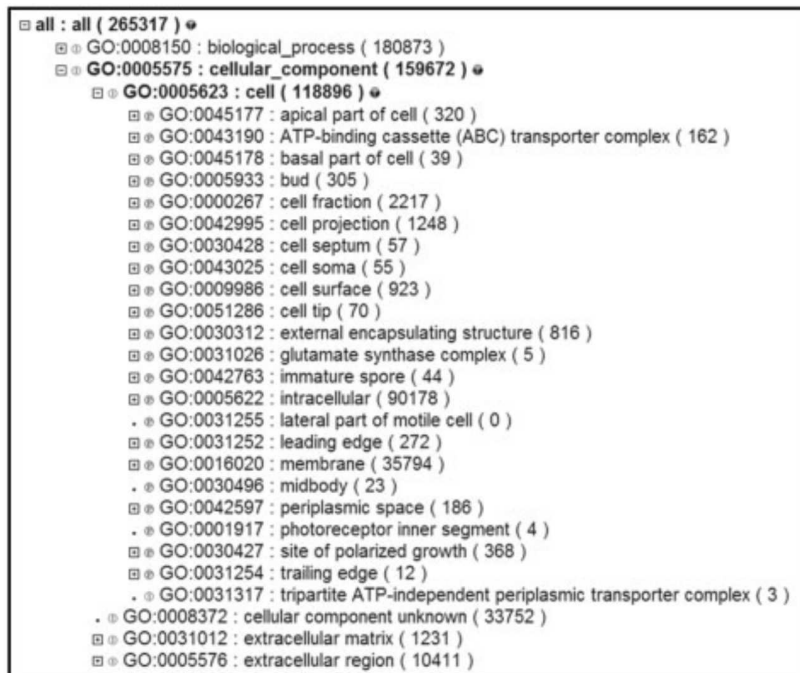 all : all ( 265317 )
GO:0008150 : biological_process ( 180873 )
GO:0005575 : cellular_component ( 159672 )
GO:0005623 : cell ( 118896 )
GO:0045177 : apical part of cell ( 320 )
GO:0043190 : ATP-binding cassette (ABC) transporter complex ( 162 )
GO:0045178 : basal part of cell ( 39 )
GO:0005933 : bud ( 305 )
GO:0000267 : cell fraction ( 2217 )
GO:0042995 : cell projection ( 1248 )
GO:0030428 : cell septum ( 57 )
GO:0043025 : cell soma ( 55 )
GO:0009986 : cell surface ( 923 )
GO:0051286 : cell tip ( 70 )
GO:0030312 : external encapsulating structure ( 816 )
GO:0031026 : glutamate synthase complex ( 5 )
GO:0042763 : immature spore ( 44 )
GO:0005622 : intracellular ( 90178 )
GO:0031255 : lateral part of motile cell ( 0 )
GO:0031252 : leading edge ( 272 )
GO:0016020 : membrane ( 35794 )
GO:0030496 : midbody ( 23 )
GO:0042597 : periplasmic space ( 186 )
GO:0001917 : photoreceptor inner segment ( 4 )
GO:0030427 : site of polarized growth ( 368 )
GO:0031254 : trailing edge ( 12 )
GO:0031317 : tripartite ATP-independent periplasmic transporter complex ( 3 )
GO:0008372 : cellular component unknown ( 33752 )
GO:0031012 : extracellular matrix ( 1231 )
GO:0005576 : extracellular region ( 10411 )